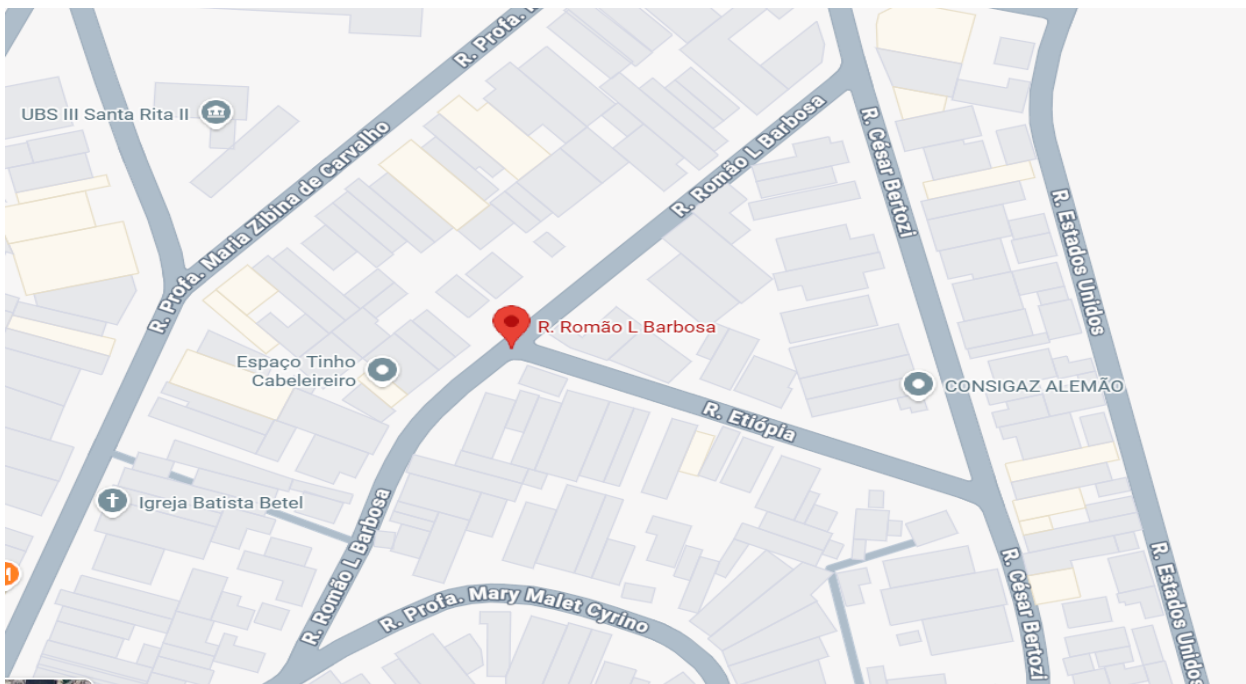 R. Profa.
UBS III Santa Rita II
R. Profa. Maria Zibina de Carvalho
R. Romão L Barbosa
R. César Bertozi
R. Estados Unidos
R. Romão L Barbosa
Espaço Tinho
Cabeleireiro
CONSIGAZ ALEMÃO
R. Etiópia
Igreja Batista Betel
R. Romão L Barbosa
R. Profa. Mary Malet Cyrino
R. César Bertozi
R. Estados Unidos